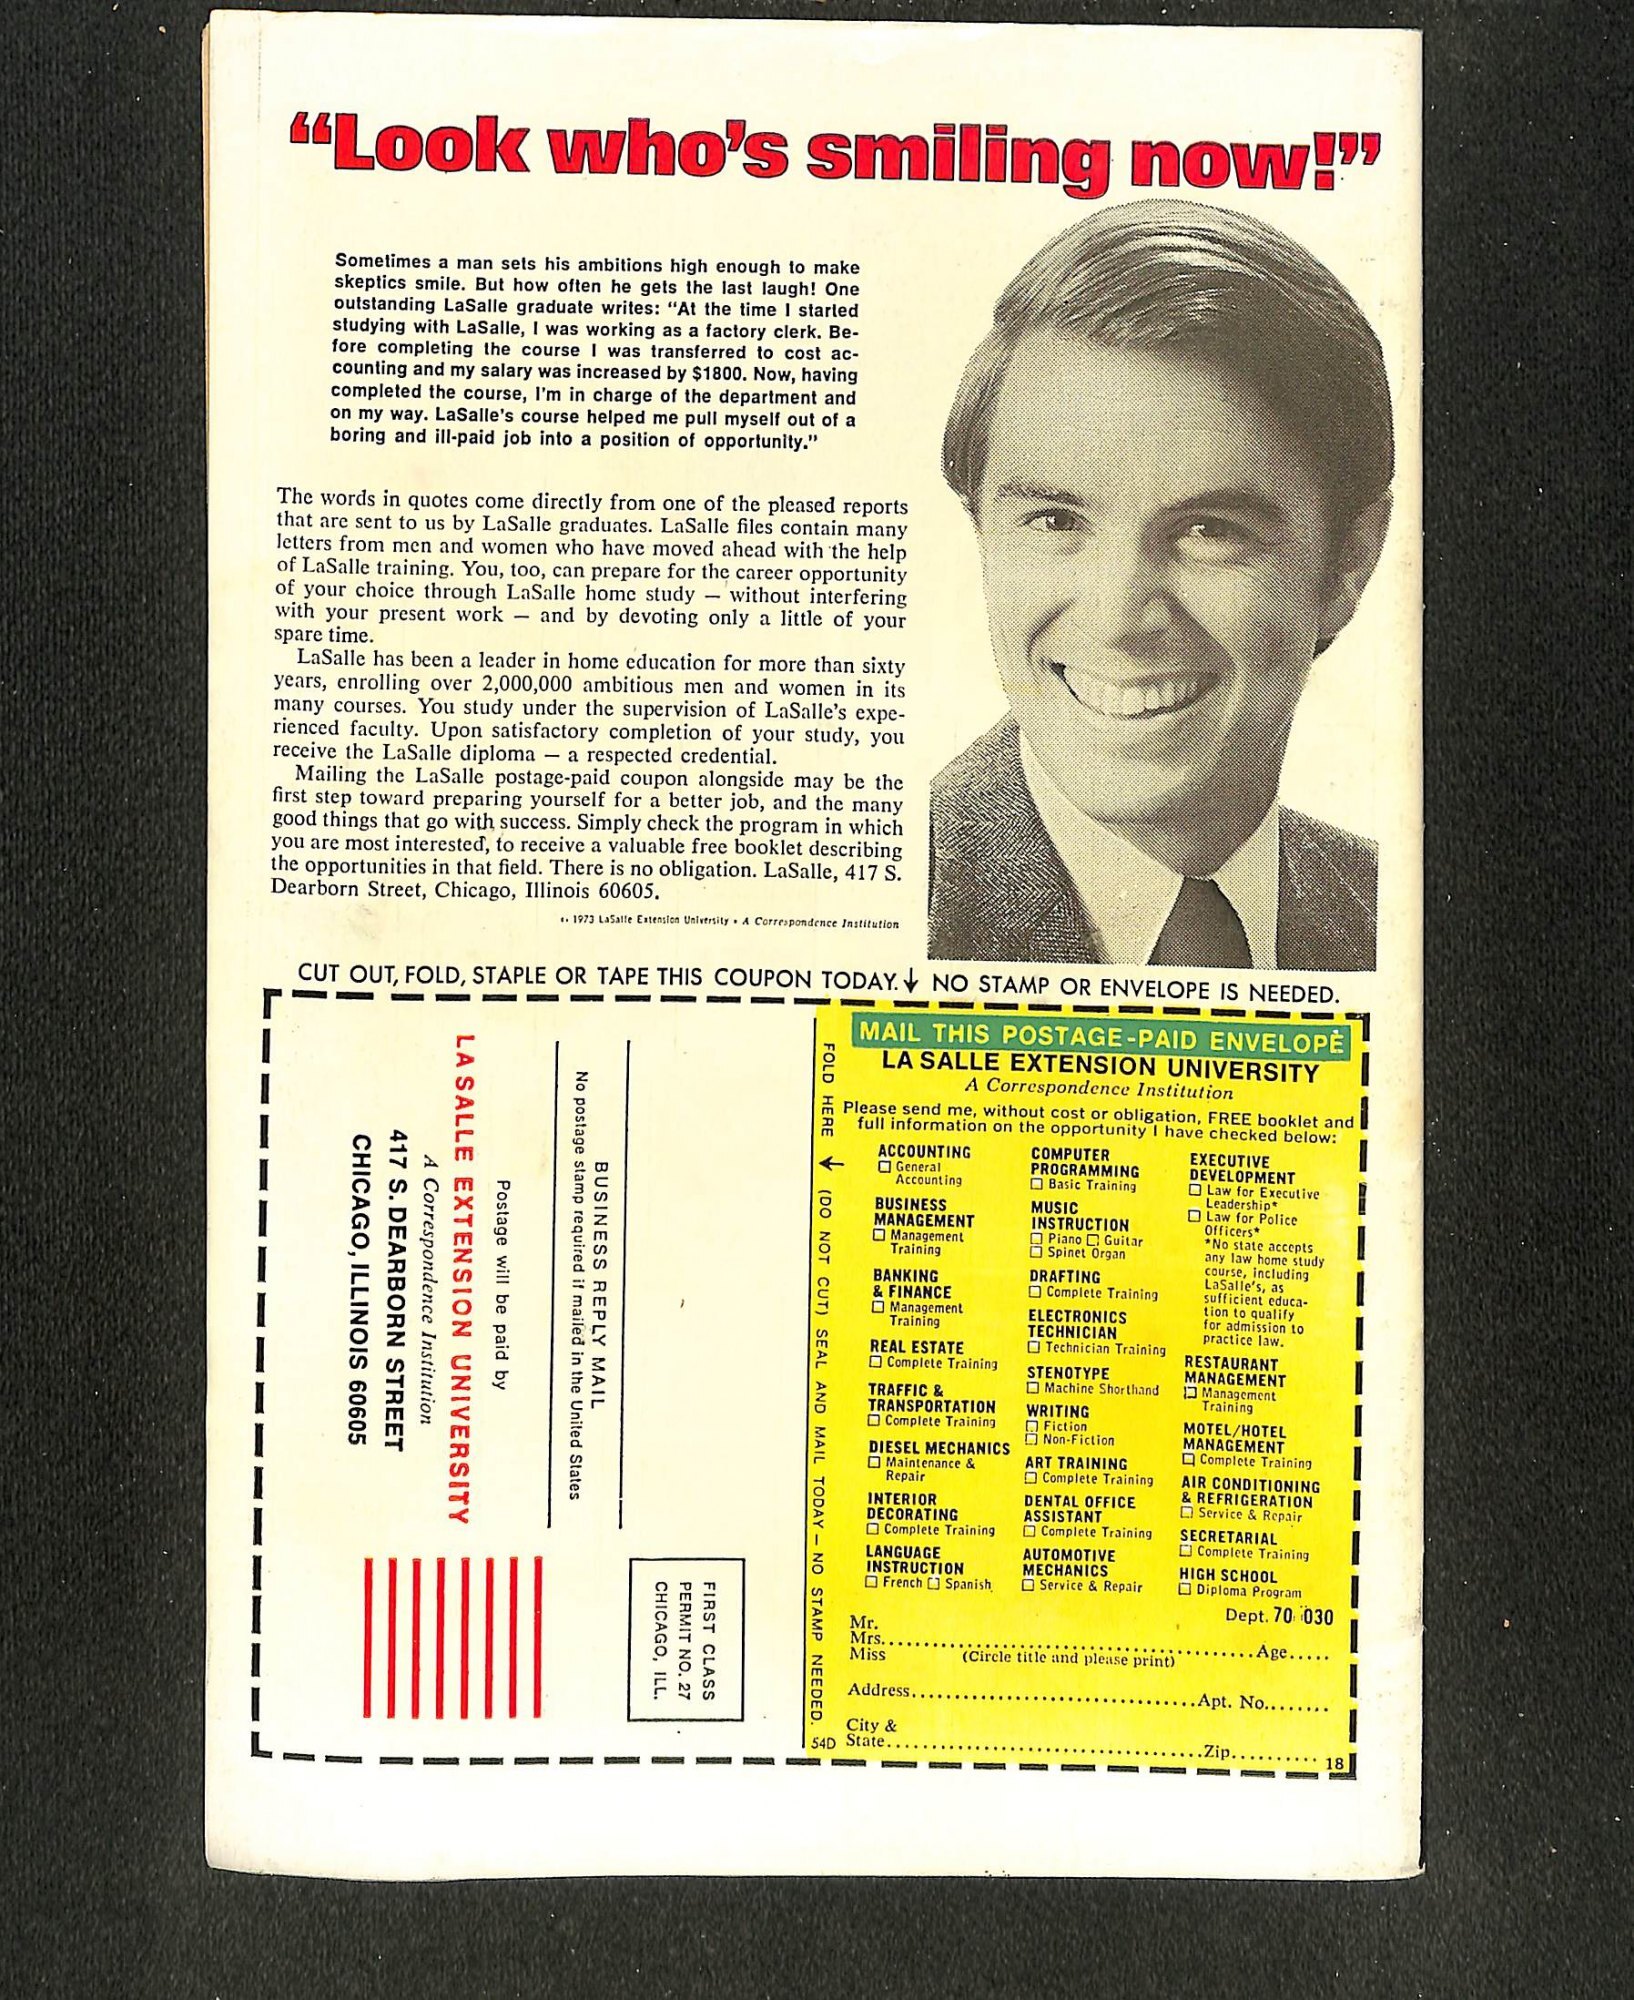 “Look who’s smiling now!”
Sometimes a man sets his ambitions high enough to make
skeptics smile. But how often he gets the last laugh! One
outstanding LaSalle graduate writes: “At the time I started
studying with LaSalle, I was working as a factory clerk. Be-
fore completing the course I was transferred to cost ac-
counting and my salary was increased by $1800. Now, having
completed the course, I'm in charge of the department and
on my way. LaSalle's course helped me pull myself out of a
boring and ill-paid job into a position of opportunity.”
The words in quotes come directly from one of the pleased reports
that are sent to us by LaSalle graduates. LaSalle files contain many
letters from men and women who have moved ahead with the help
of LaSalle training. You, too, can prepare for the career opportunity
of your choice through LaSalle home study — without interfering
with your present work — and by devoting only a little of your
spare time.
LaSalle has been a leader in home education for more than sixty
years, enrolling over 2,000,000 ambitious men and women in its
many courses. You study under the supervision of LaSalle's expe-
rienced faculty. Upon satisfactory completion of your study, you
receive the LaSalle diploma — a respected credential.
Mailing the LaSalle postage-paid coupon alongside may be the
first step toward preparing yourself for a better job, and the many
good things that go with success. Simply check the program in which
you are most interested, to receive a valuable free booklet describing
the opportunities in that field. There is no obligation. LaSalle, 417 S.
Dearborn Street, Chicago, Illinois 60605.
1973 LaSalle Extension University • A Correspondence Institution
CUT OUT, FOLD, STAPLE OR TAPE THIS COUPON TODAY.↓ NO STAMP OR ENVELOPE IS NEEDED.
FIRST CLASS
PERMIT NO. 27
CHICAGO, ILL.
BUSINESS REPLY MAIL
No postage stamp required if mailed in the United States
Postage will be paid by
LA SALLE EXTENSION UNIVERSITY
A Correspondence Institution
417 S. DEARBORN STREET
CHICAGO, ILLINOIS 60605
FOLD HERE ↓ (DO NOT CUT) SEAL AND MAIL TODAY — NO STAMP NEEDED.
54D
MAIL THIS POSTAGE-PAID ENVELOPE
LA SALLE EXTENSION UNIVERSITY
A Correspondence Institution
Please send me, without cost or obligation, FREE booklet and
full information on the opportunity I have checked below:
ACCOUNTING
☐ General
Accounting
BUSINESS
MANAGEMENT
☐ Management
Training
BANKING
& FINANCE
☐ Management
Training
REAL ESTATE
☐ Complete Training
TRAFFIC &
TRANSPORTATION
☐ Complete Training
DIESEL MECHANICS
☐ Maintenance &
Repair
INTERIOR
DECORATING
☐ Complete Training
LANGUAGE
INSTRUCTION
☐ French ☐ Spanish
COMPUTER
PROGRAMMING
☐ Basic Training
MUSIC
INSTRUCTION
☐ Piano ☐ Guitar
☐ Spinet Organ
DRAFTING
☐ Complete Training
ELECTRONICS
TECHNICIAN
☐ Technician Training
STENOTYPE
☐ Machine Shorthand
WRITING
☐ Fiction
☐ Non-Fiction
ART TRAINING
☐ Complete Training
DENTAL OFFICE
ASSISTANT
☐ Complete Training
AUTOMOTIVE
MECHANICS
☐ Service & Repair
EXECUTIVE
DEVELOPMENT
☐ Law for Executive
Leadership*
☐ Law for Police
Officers*
*No state accepts
any law home study
course, including
LaSalle's, as
sufficient educa-
tion to qualify
for admission to
practice law.
RESTAURANT
MANAGEMENT
☐ Management
Training
MOTEL/HOTEL
MANAGEMENT
☐ Complete Training
AIR CONDITIONING
& REFRIGERATION
☐ Service & Repair
SECRETARIAL
☐ Complete Training
HIGH SCHOOL
☐ Diploma Program
Dept. 70 030
Mr.
Mrs. Age
Miss (Circle title and please print)
Address Apt. No.
City &
State Zip
18